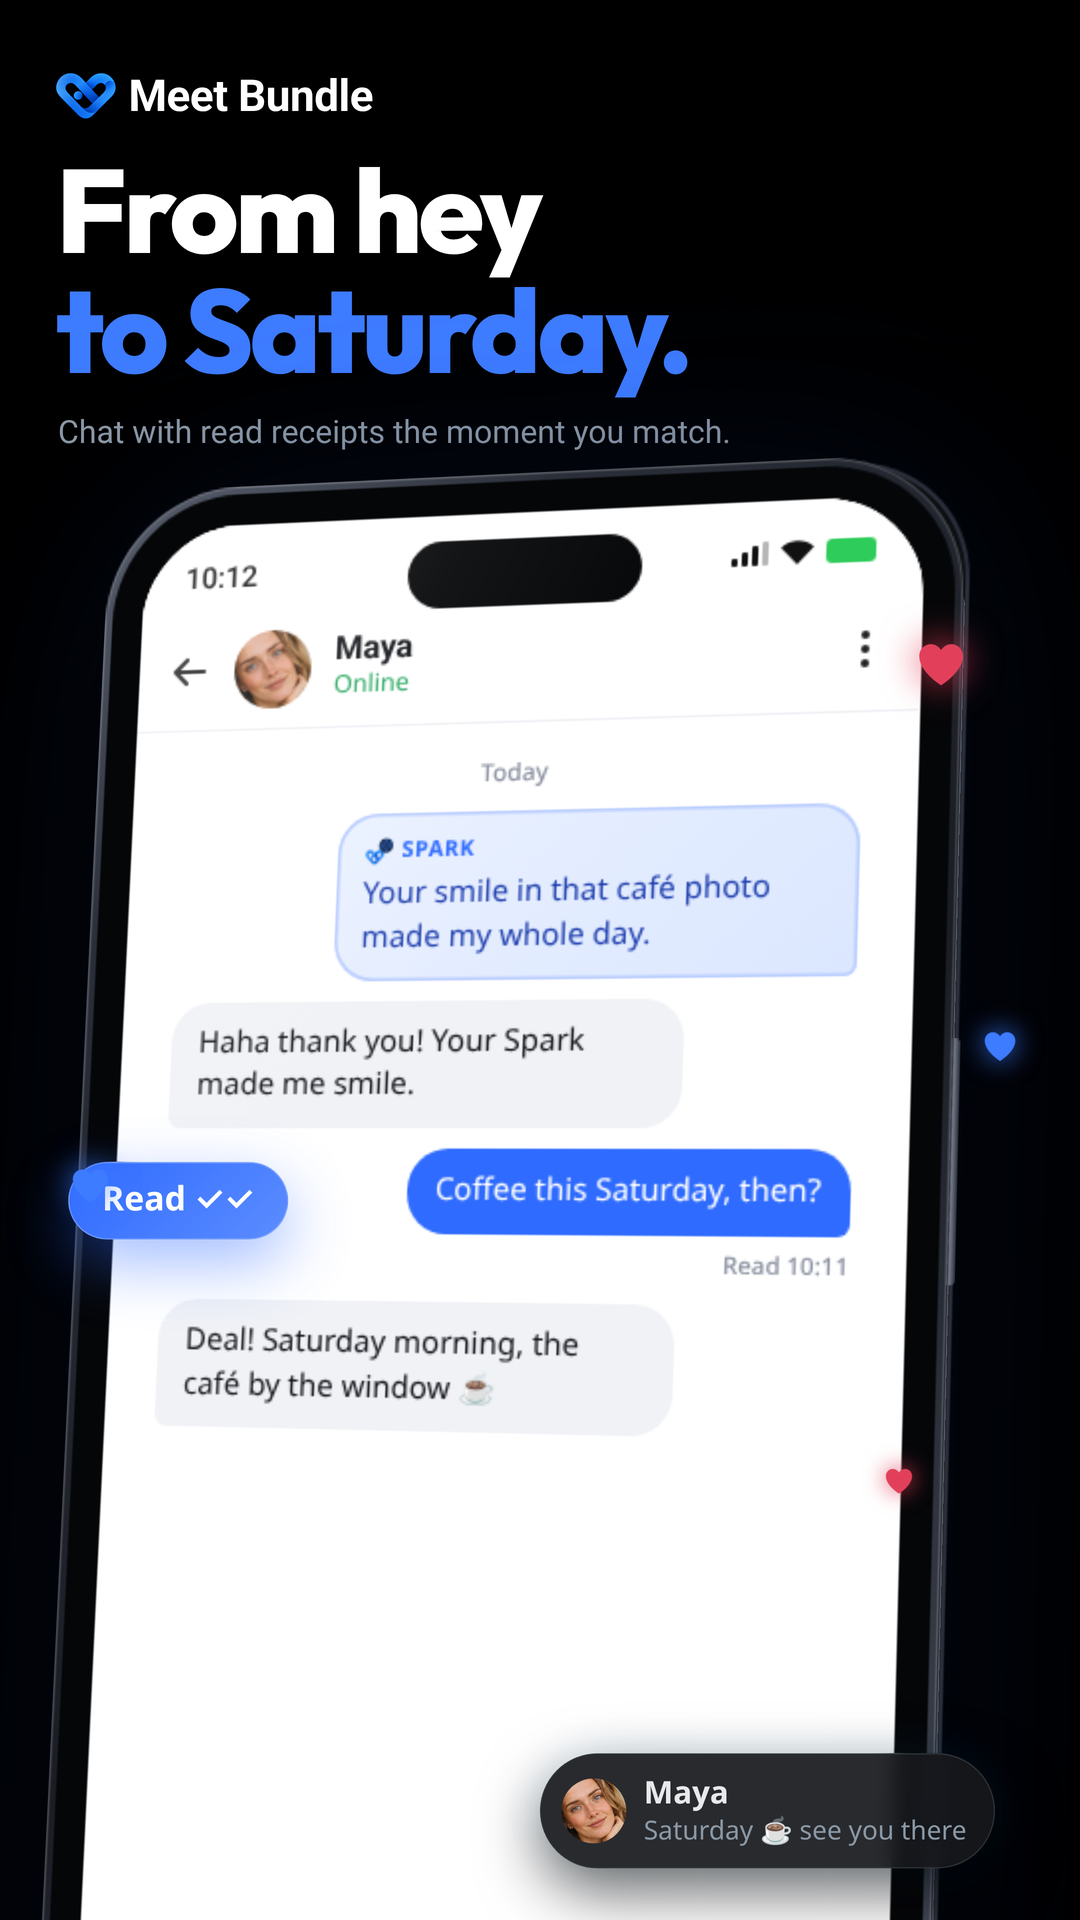 Meet Bundle
From hey
to Saturday.
Chat with read receipts the moment you match.
10:12
Maya
Online
Today
SPARK
Your smile in that café photo
made my whole day.
Haha thank you! Your Spark
made me smile.
Coffee this Saturday, then?
Read ✓✓
Read 10:11
Deal! Saturday morning, the
café by the window ☕
Maya
Saturday ☕ see you there